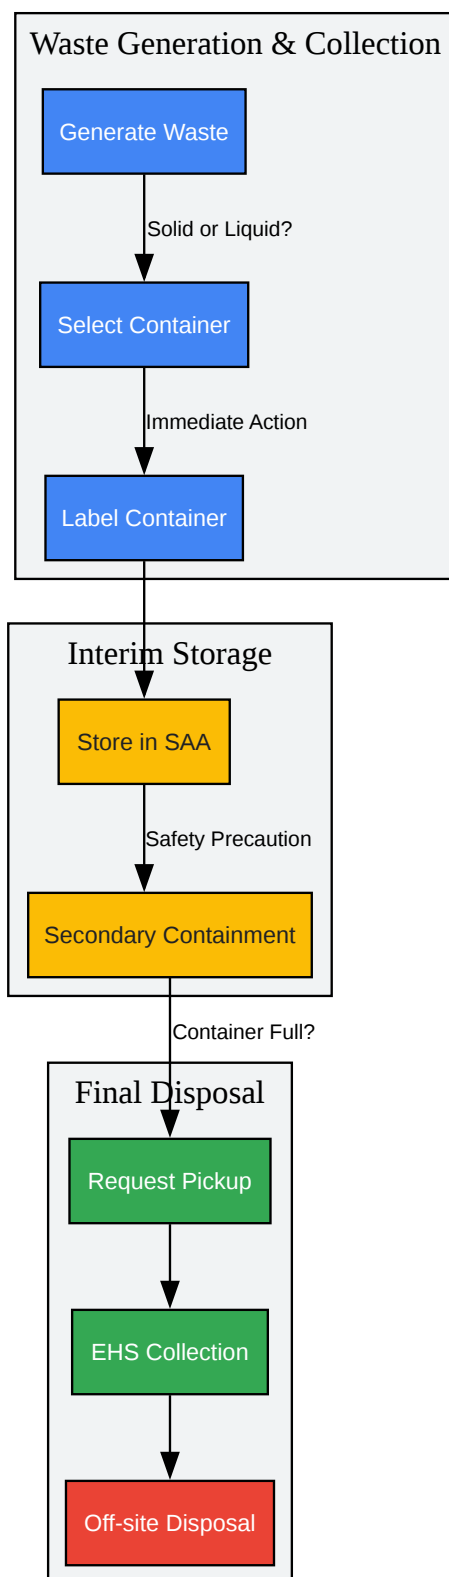 Waste Generation & Collection
Generate Waste
Solid or Liquid?
Select Container
Immediate Action
Label Container
Interim Storage
Store in SAA
Safety Precaution
Secondary Containment
Container Full?
Final Disposal
Request Pickup
EHS Collection
Off-site Disposal